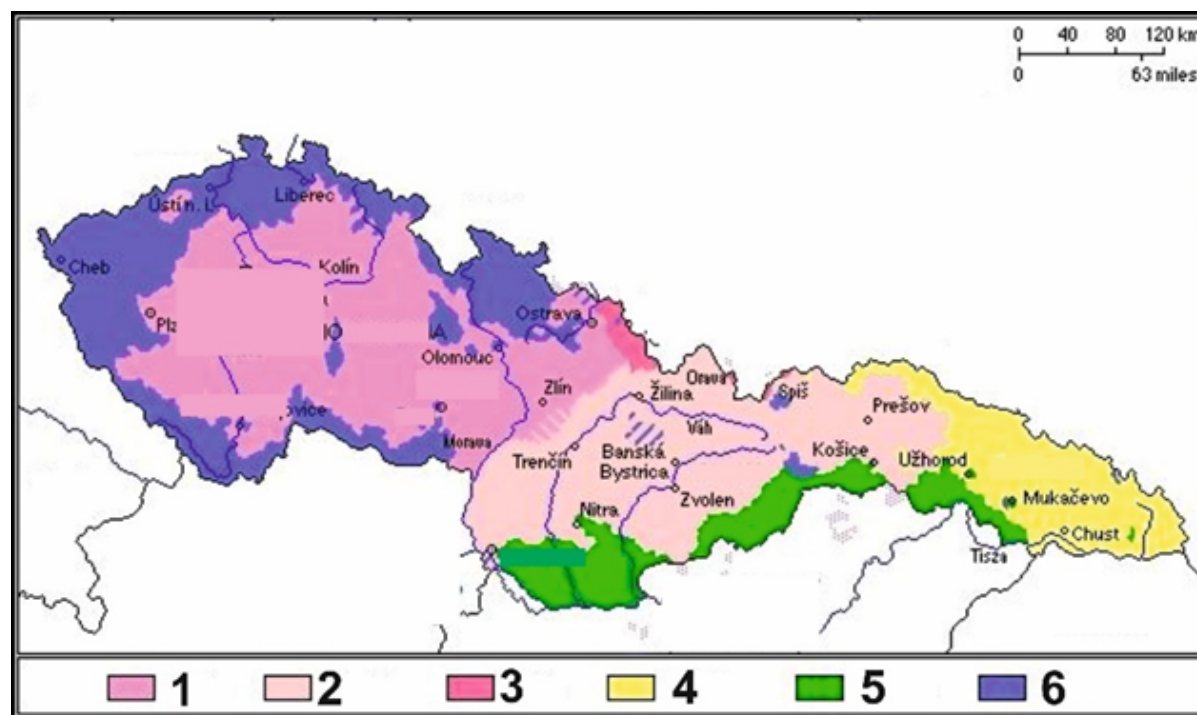 0 40 80 120 km
0 63 miles
Liberec
Ústí n. L
Cheb
Kolín
Ostrava
Olomouc
Zlín
Žilina
Orava
Spiš
Prešov
Váh
Morava
Trenčín
Banská
Bystrica
Košice
Užhorod
Zvolen
Mukačevo
Nitra
Chust
Tisza
1 2 3 4 5 6